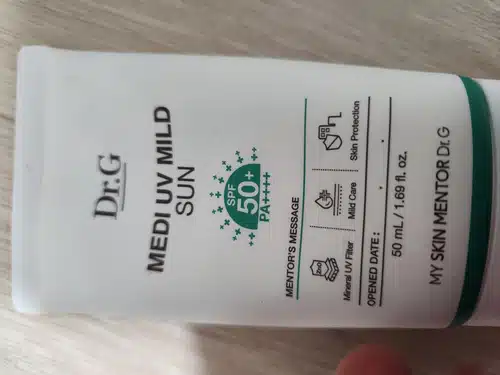 Dr.G
MEDI UV MILD
SUN
SPF
50+
PA++++
MENTOR'S MESSAGE
ZnO
Mineral UV Filter
Mild Care
Skin Protection
OPENED DATE : . .
50 mL / 1.69 fl. oz.
MY SKIN MENTOR Dr.G